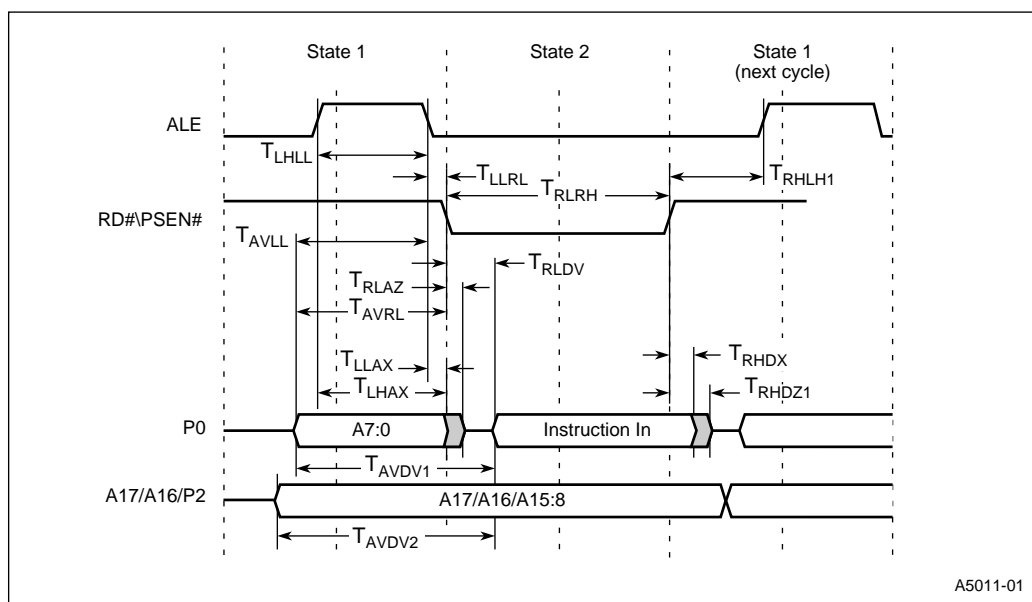 State 1
State 2
State 1
(next cycle)
ALE
TLHLL
TLLRL
TRLRH
TRHLH1
RD#\PSEN#
TAVLL
TRLDV
TRLAZ
TAVRL
TLLAX
TRHDX
TLHAX
TRHDZ1
P0
A7:0
Instruction In
TAVDV1
A17/A16/P2
A17/A16/A15:8
TAVDV2
A5011-01